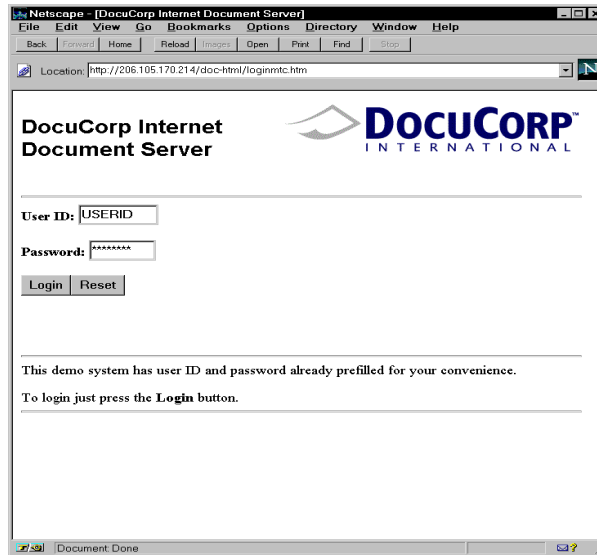 Netscape - [DocuCorp Internet Document Server]
File Edit View Go Bookmarks Options Directory Window Help
Back Forward Home Reload Images Open Print Find Stop
Location: http://206.105.170.214/doc-html/loginmtc.htm
N
DocuCorp Internet
Document Server
DOCUCORP™
INTERNATIONAL
User ID: USERID
Password: ********
Login Reset
This demo system has user ID and password already prefilled for your convenience.
To login just press the Login button.
Document: Done